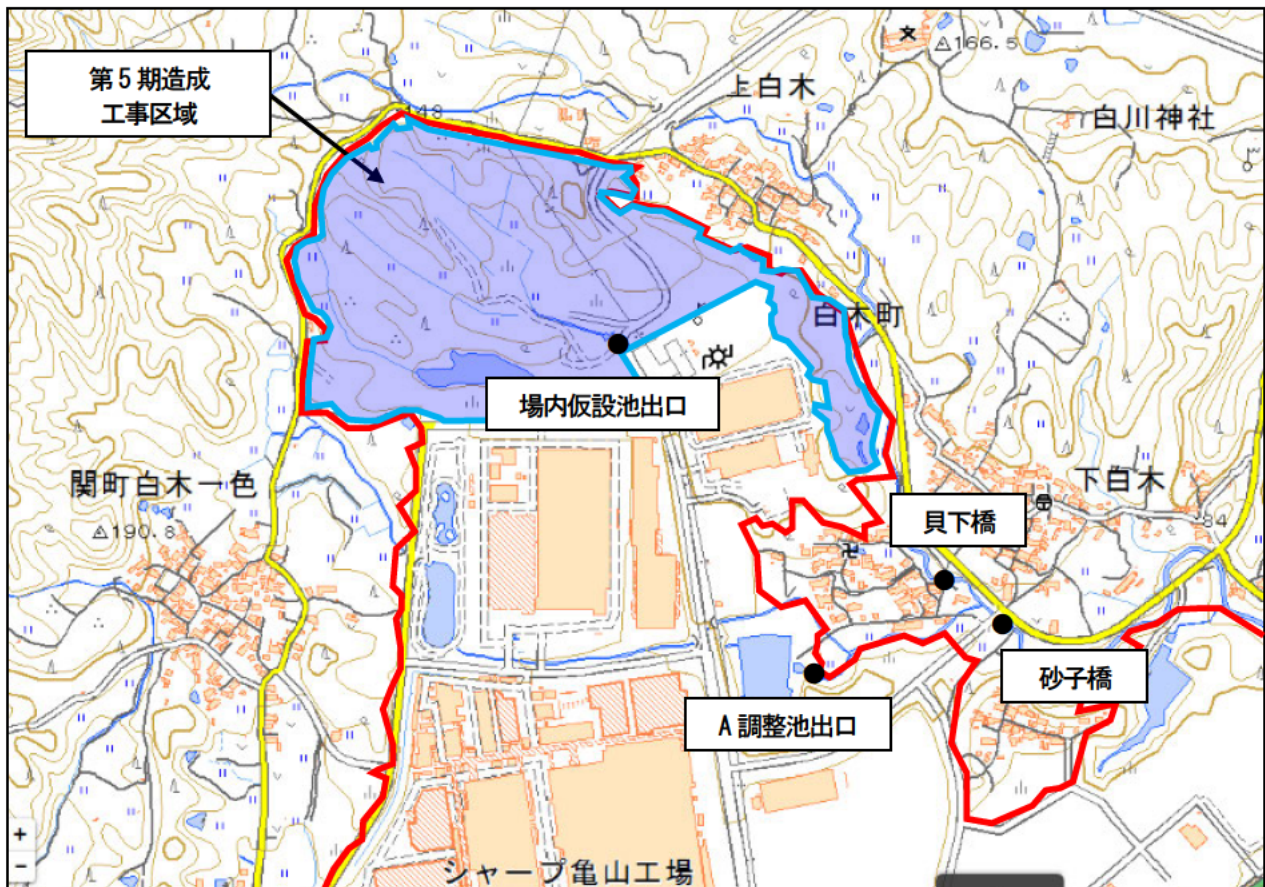 第5期造成
工事区域
149
上白木
166.5
白川神社
白木町
場内仮設池出口
関町白木一色
190.8
下白木
84
貝下橋
砂子橋
A調整池出口
シャープ亀山工場
+
−